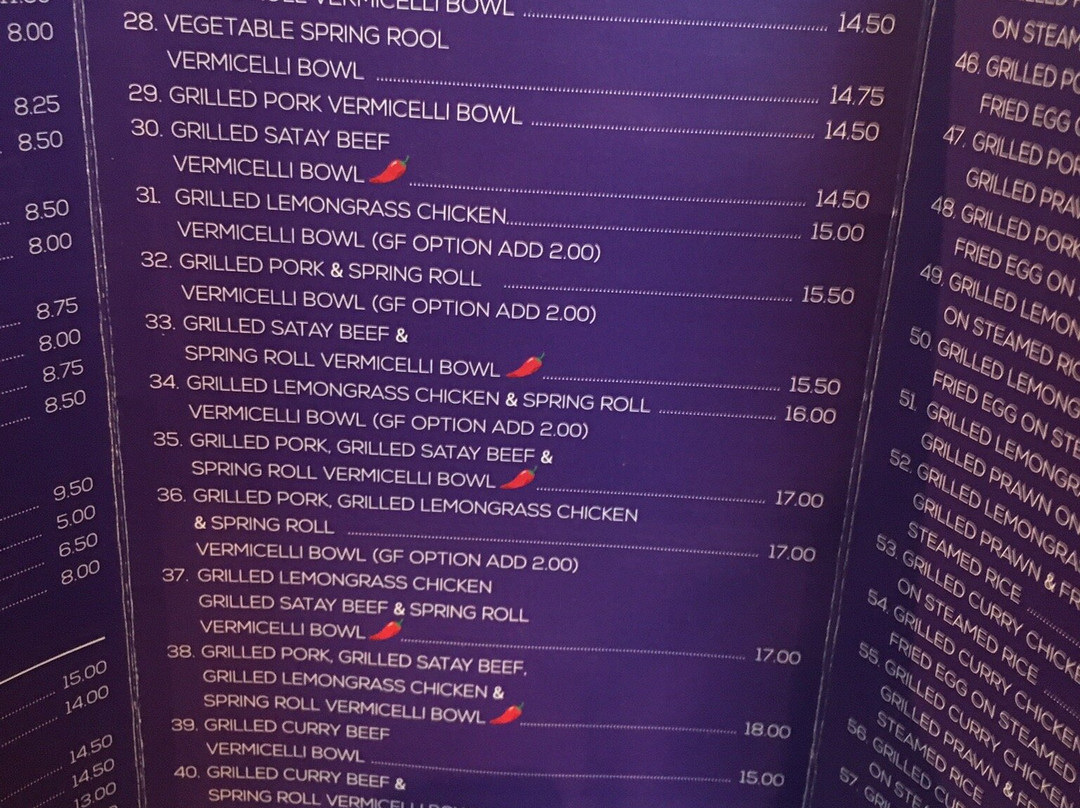 8.00
8.25
8.50
8.50
8.00
8.75
8.00
8.75
8.50
9.50
5.00
6.50
8.00
15.00
14.00
14.50
14.50
13.00
VERMICELLI BOWL 14.50
28. VEGETABLE SPRING ROOL
VERMICELLI BOWL 14.75
29. GRILLED PORK VERMICELLI BOWL 14.50
30. GRILLED SATAY BEEF
VERMICELLI BOWL 14.50
31. GRILLED LEMONGRASS CHICKEN 15.00
VERMICELLI BOWL (GF OPTION ADD 2.00)
32. GRILLED PORK & SPRING ROLL 15.50
VERMICELLI BOWL (GF OPTION ADD 2.00)
33. GRILLED SATAY BEEF &
SPRING ROLL VERMICELLI BOWL 15.50
34. GRILLED LEMONGRASS CHICKEN & SPRING ROLL 16.00
VERMICELLI BOWL (GF OPTION ADD 2.00)
35. GRILLED PORK, GRILLED SATAY BEEF &
SPRING ROLL VERMICELLI BOWL 17.00
36. GRILLED PORK, GRILLED LEMONGRASS CHICKEN
& SPRING ROLL 17.00
VERMICELLI BOWL (GF OPTION ADD 2.00)
37. GRILLED LEMONGRASS CHICKEN
GRILLED SATAY BEEF & SPRING ROLL
VERMICELLI BOWL 17.00
38. GRILLED PORK, GRILLED SATAY BEEF,
GRILLED LEMONGRASS CHICKEN &
SPRING ROLL VERMICELLI BOWL 18.00
39. GRILLED CURRY BEEF
VERMICELLI BOWL 15.00
40. GRILLED CURRY BEEF &
SPRING ROLL
ON STEAM
46. GRILLED
FRIED EGG
47. GRILLED
GRILLED
48. GRILLED PORK
FRIED EGG ON
49. GRILLED
ON STEAMED
50. GRILLED
FRIED EGG ON
51. GRILLED
GRILLED PRAWN ON
52. GRILLED
GRILLED PRAWN &
STEAMED RICE
53. GRILLED CURRY
ON STEAMED RICE
54. GRILLED CURRY CHICKEN
FRIED EGG ON STEAMED
55. GRILLED CURRY
GRILLED PRAWN &
STEAMED RICE
56. GRILLED
ON
57.